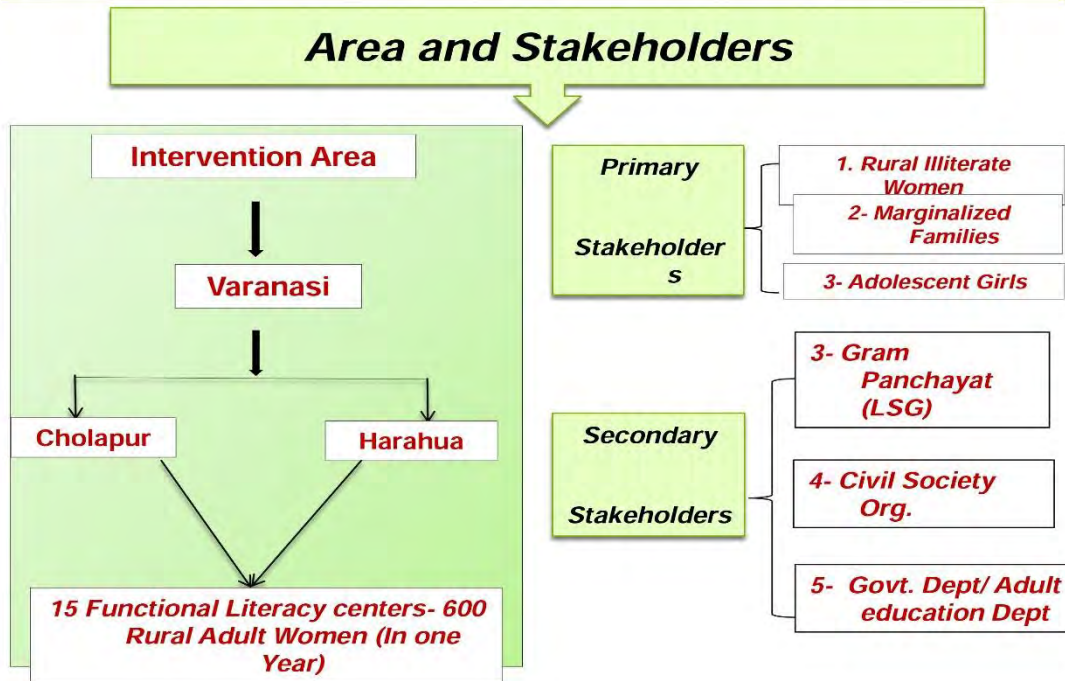 Area and Stakeholders
Intervention Area
Varanasi
Cholapur
Harahua
15 Functional Literacy centers- 600
Rural Adult Women (In one
Year)
Primary
Stakeholder
s
1. Rural Illiterate
Women
2- Marginalized
Families
3- Adolescent Girls
Secondary
Stakeholders
3- Gram
Panchayat
(LSG)
4- Civil Society
Org.
5- Govt. Dept/ Adult
education Dept